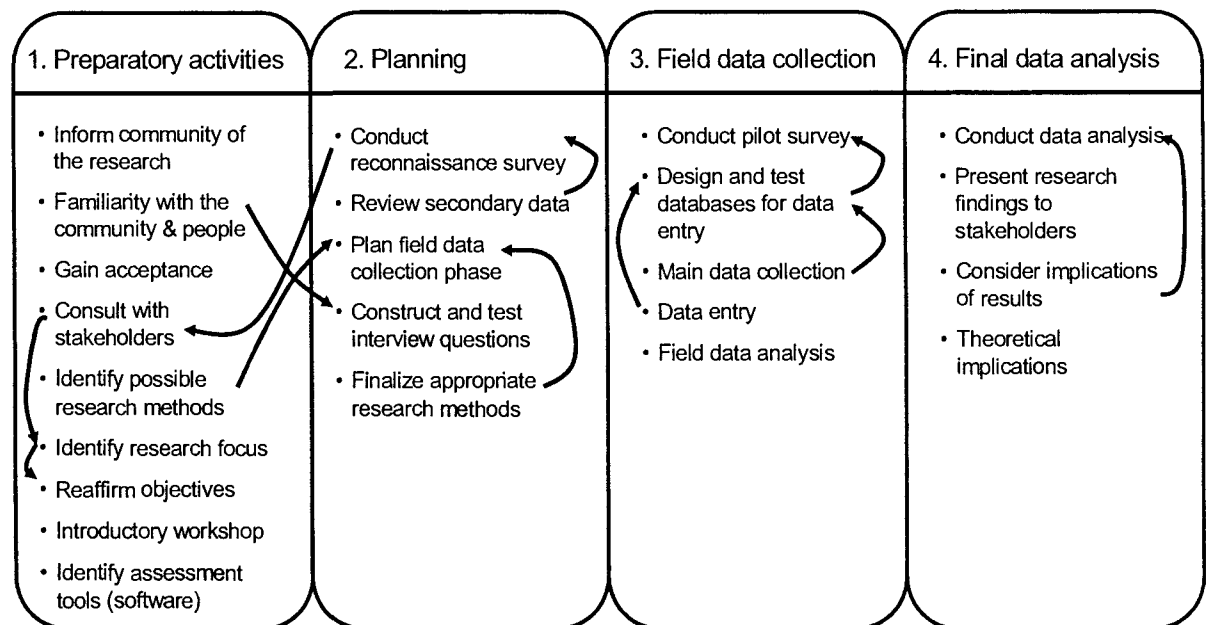 1. Preparatory activities
• Inform community of
the research
• Familiarity with the
community & people
• Gain acceptance
• Consult with
stakeholders
• Identify possible
research methods
• Identify research focus
• Reaffirm objectives
• Introductory workshop
• Identify assessment
tools (software)
2. Planning
• Conduct
reconnaissance survey
• Review secondary data
• Plan field data
collection phase
• Construct and test
interview questions
• Finalize appropriate
research methods
3. Field data collection
• Conduct pilot survey
• Design and test
databases for data
entry
• Main data collection
• Data entry
• Field data analysis
4. Final data analysis
• Conduct data analysis
• Present research
findings to
stakeholders
• Consider implications
of results
• Theoretical
implications